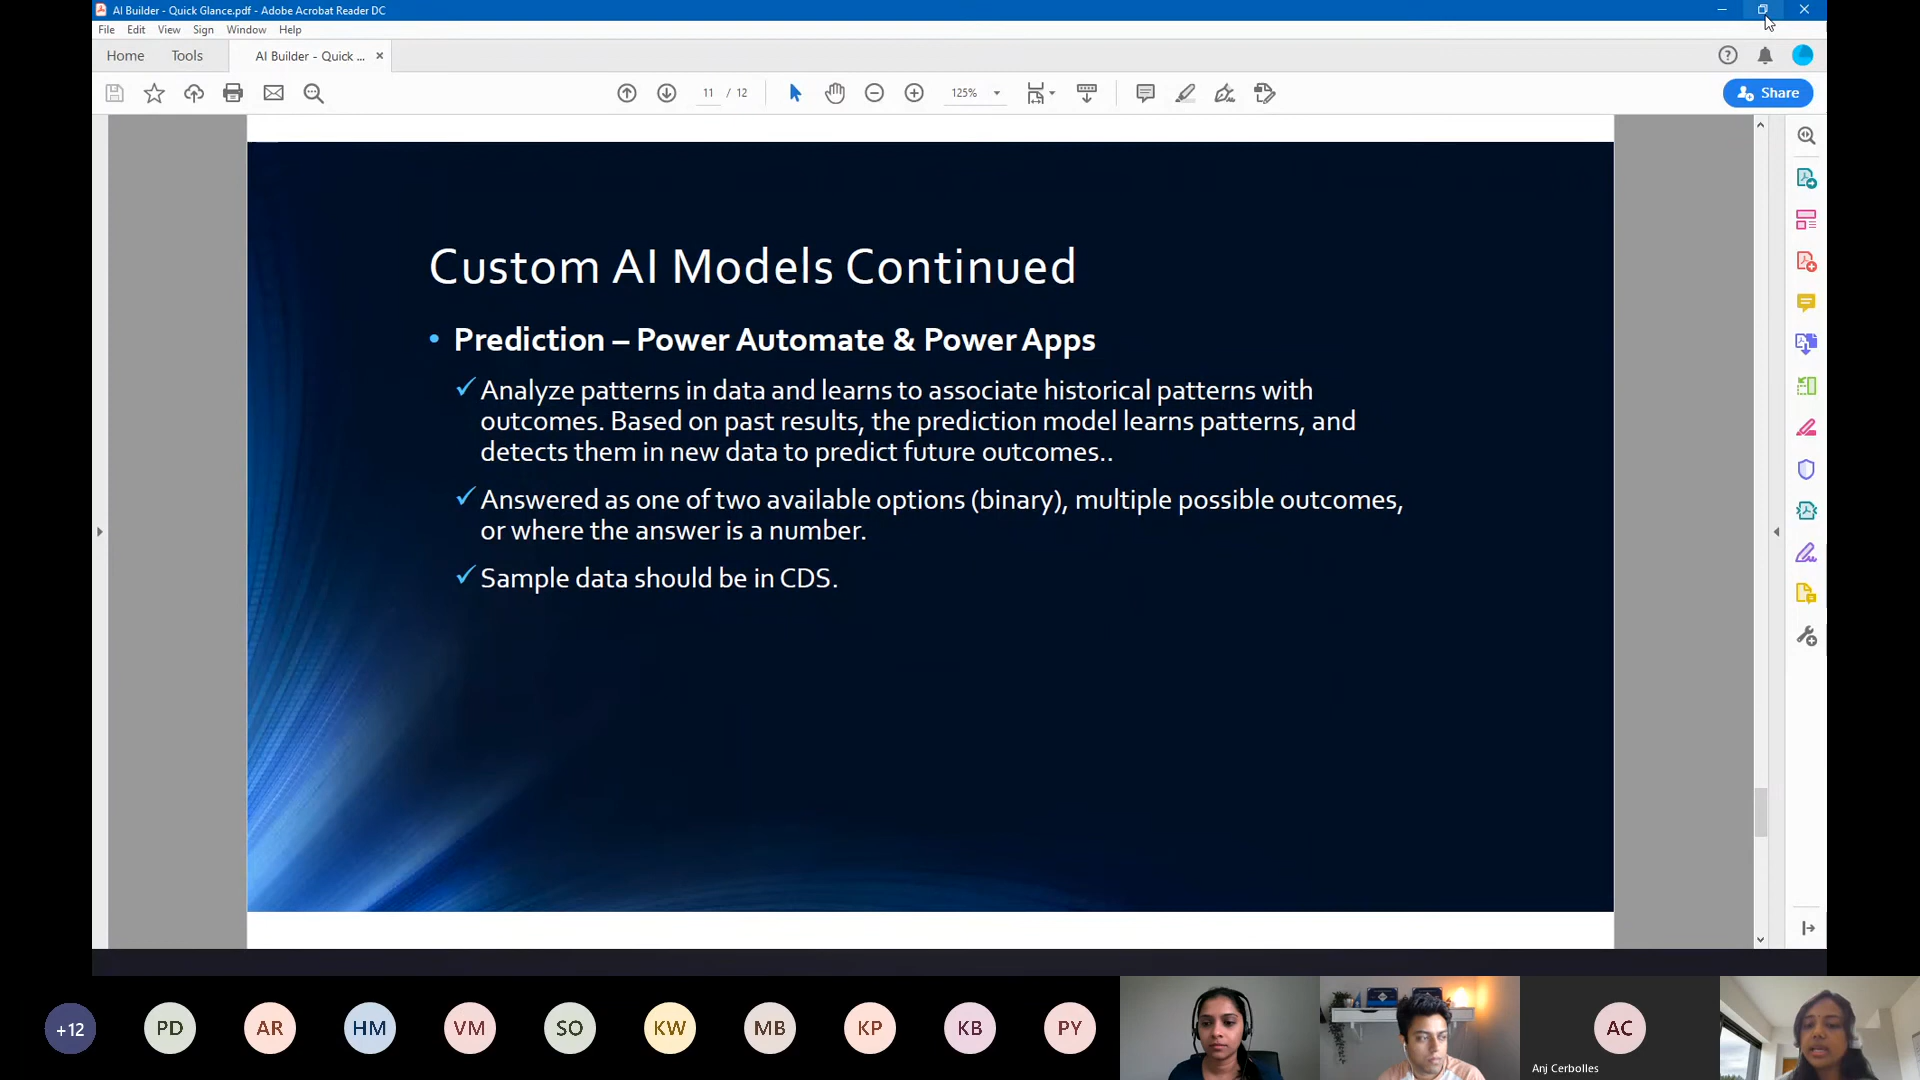 AI Builder - Quick Glance.pdf - Adobe Acrobat Reader DC
File Edit View Sign Window Help
Home Tools AI Builder - Quick ... ×
11 / 12 125% Share
Custom AI Models Continued
• Prediction – Power Automate & Power Apps
✓ Analyze patterns in data and learns to associate historical patterns with
outcomes. Based on past results, the prediction model learns patterns, and
detects them in new data to predict future outcomes..
✓ Answered as one of two available options (binary), multiple possible outcomes,
or where the answer is a number.
✓ Sample data should be in CDS.
+12 PD AR HM VM SO KW MB KP KB PY AC
Anj Cerbolles